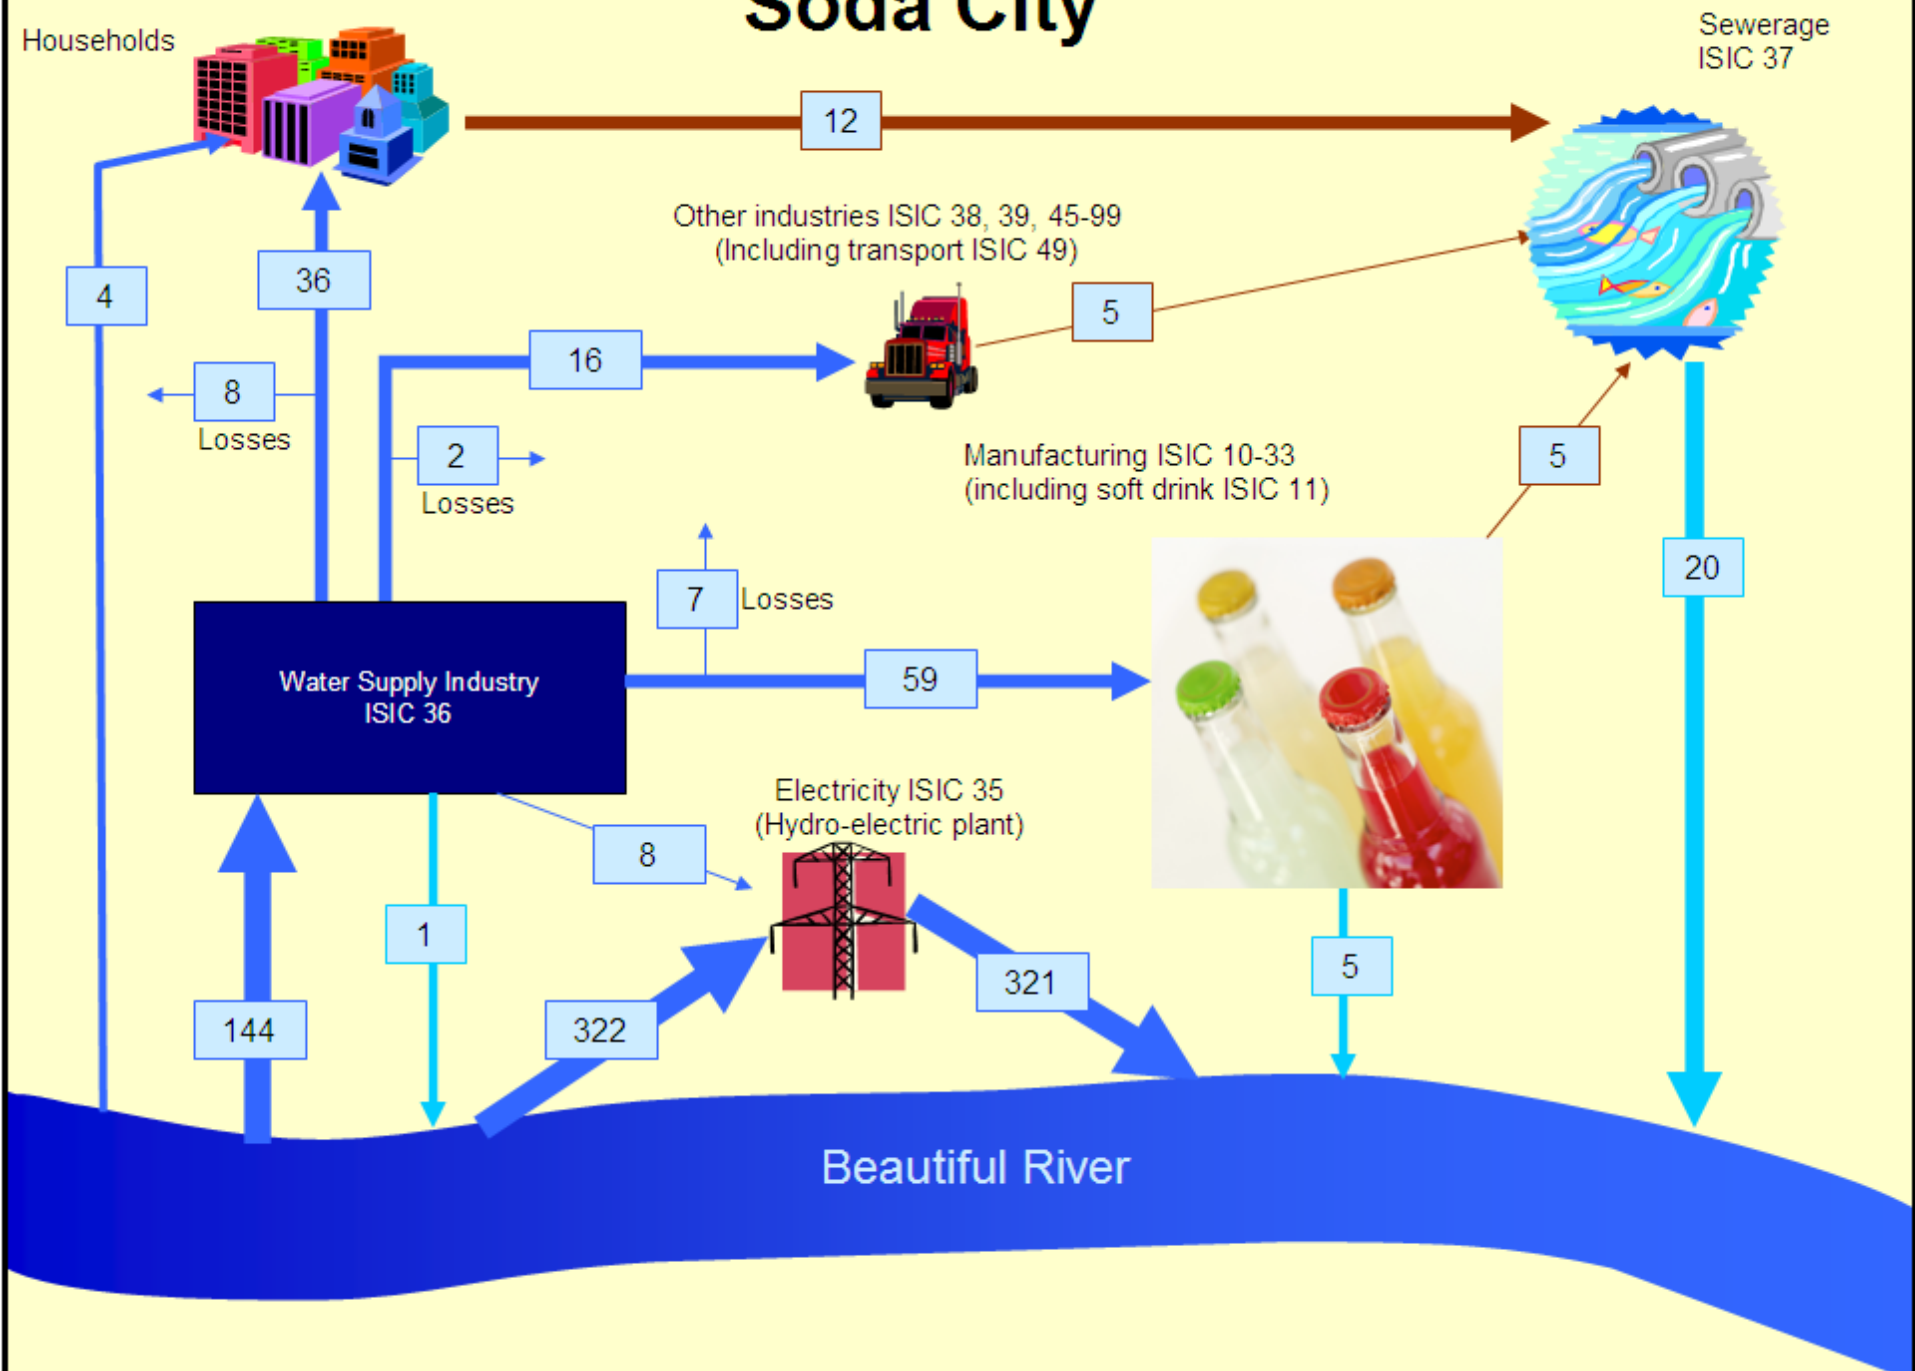 Soda City
Households
Sewerage
ISIC 37
12
Other industries ISIC 38, 39, 45-99
(Including transport ISIC 49)
4
36
5
16
8
Losses
2
Losses
Manufacturing ISIC 10-33
(including soft drink ISIC 11)
5
20
7
Losses
59
Water Supply Industry
ISIC 36
Electricity ISIC 35
(Hydro-electric plant)
8
1
5
321
144
322
Beautiful River